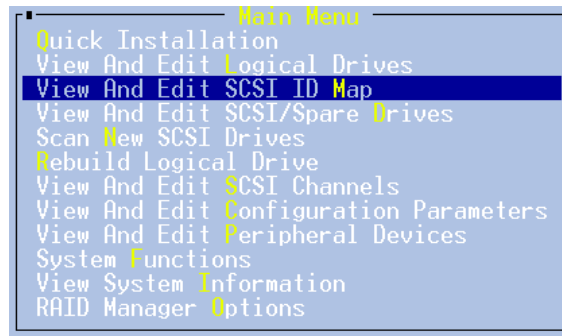 Main Menu
Quick Installation
View And Edit Logical Drives
View And Edit SCSI ID Map
View And Edit SCSI/Spare Drives
Scan New SCSI Drives
Rebuild Logical Drive
View And Edit SCSI Channels
View And Edit Configuration Parameters
View And Edit Peripheral Devices
System Functions
View System Information
RAID Manager Options